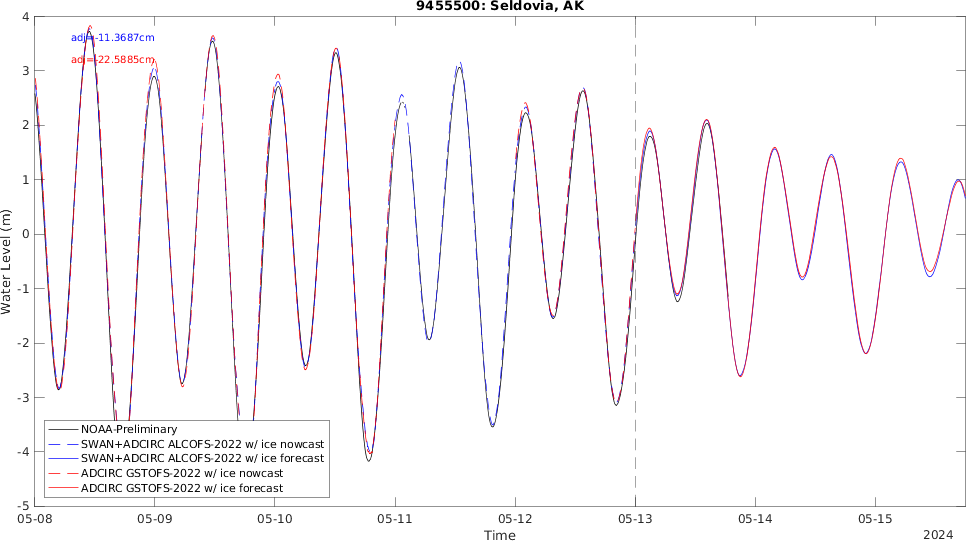 9455500: Seldovia, AK
adj=-11.3687cm
adj=-22.5885cm
Water Level (m)
4
3
2
1
0
-1
-2
-3
-4
-5
NOAA-Preliminary
SWAN+ADCIRC ALCOFS-2022 w/ ice nowcast
SWAN+ADCIRC ALCOFS-2022 w/ ice forecast
ADCIRC GSTOFS-2022 w/ ice nowcast
ADCIRC GSTOFS-2022 w/ ice forecast
05-08 05-09 05-10 05-11 05-12 05-13 05-14 05-15
Time
2024